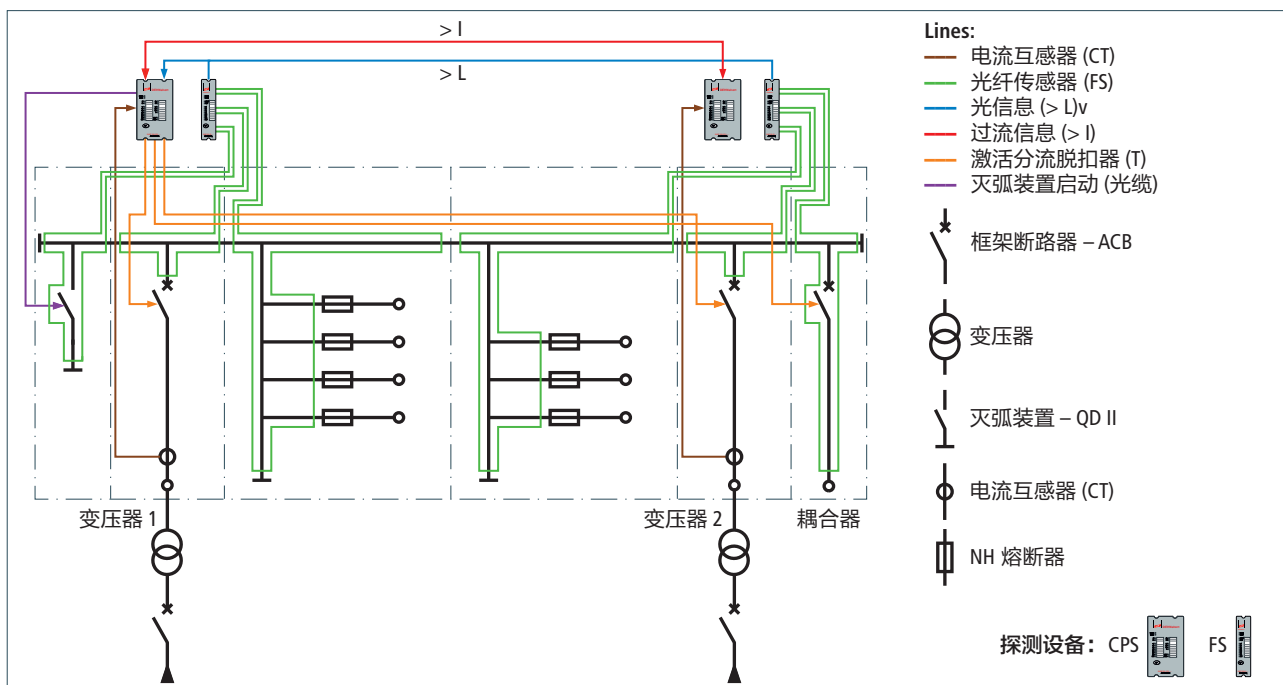 > I
> L
变压器 1
变压器 2
耦合器
Lines:
电流互感器 (CT)
光纤传感器 (FS)
光信息 (> L)v
过流信息 (> I)
激活分流脱扣器 (T)
灭弧装置启动 (光缆)
框架断路器 – ACB
变压器
灭弧装置 – QD II
电流互感器 (CT)
NH 熔断器
探测设备：CPS
FS